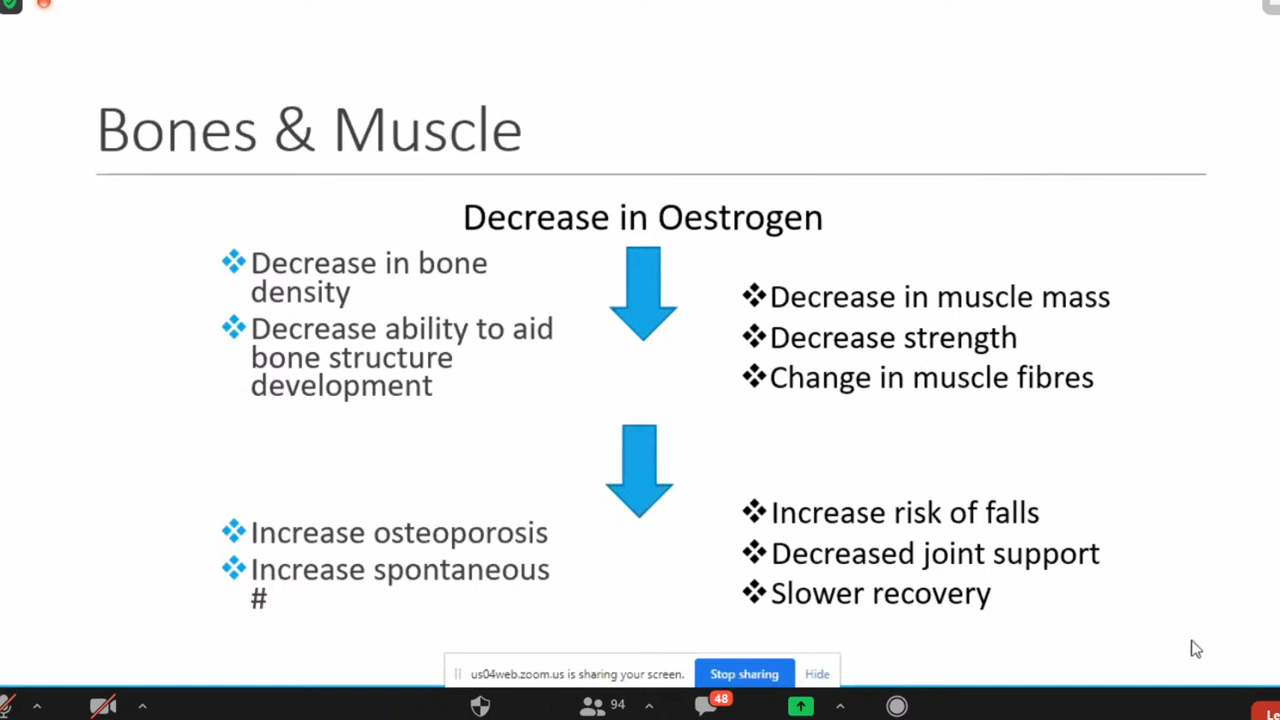 Bones & Muscle
Decrease in Oestrogen
Decrease in bone
density
Decrease ability to aid
bone structure
development
Decrease in muscle mass
Decrease strength
Change in muscle fibres
Increase osteoporosis
Increase spontaneous
#
Increase risk of falls
Decreased joint support
Slower recovery
us04web.zoom.us is sharing your screen.
Stop sharing
Hide
94
48